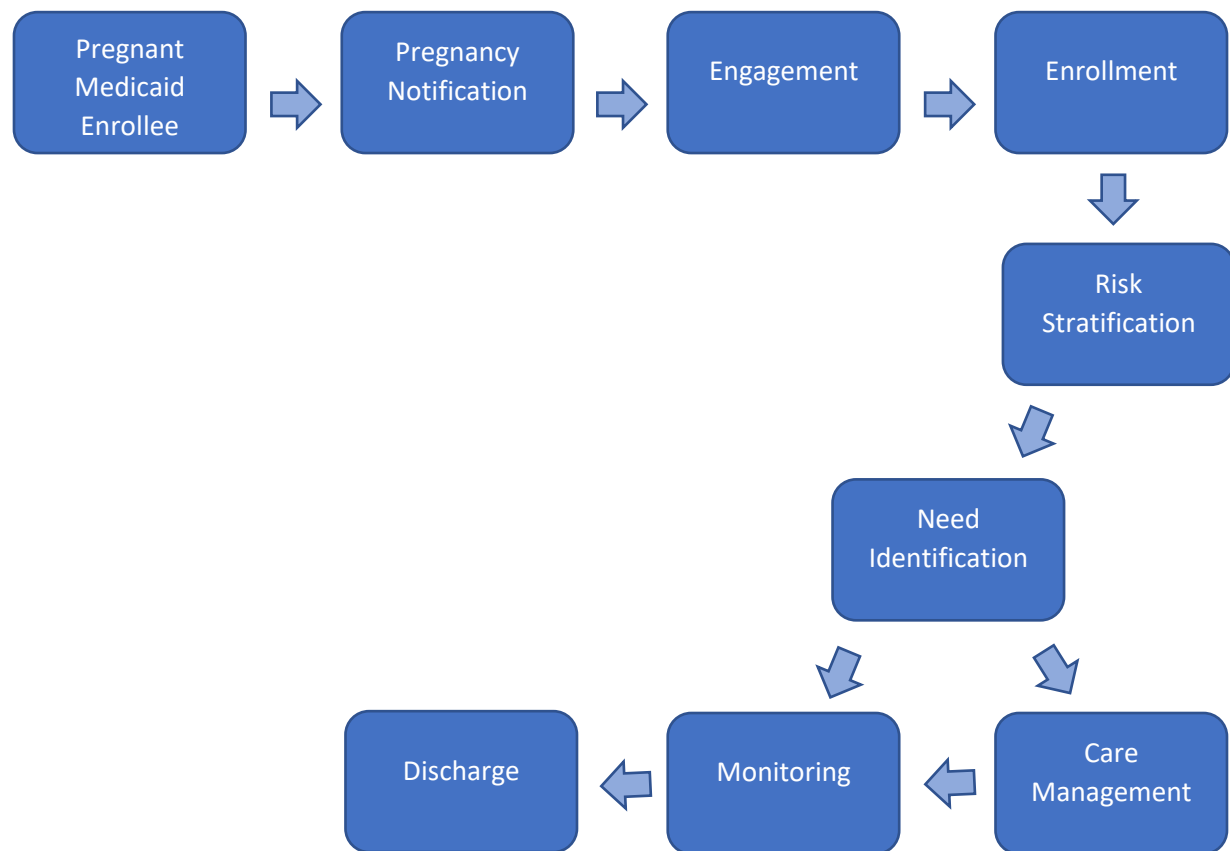 Pregnant
Medicaid
Enrollee
Pregnancy
Notification
Engagement
Enrollment
Risk
Stratification
Need
Identification
Care
Management
Monitoring
Discharge